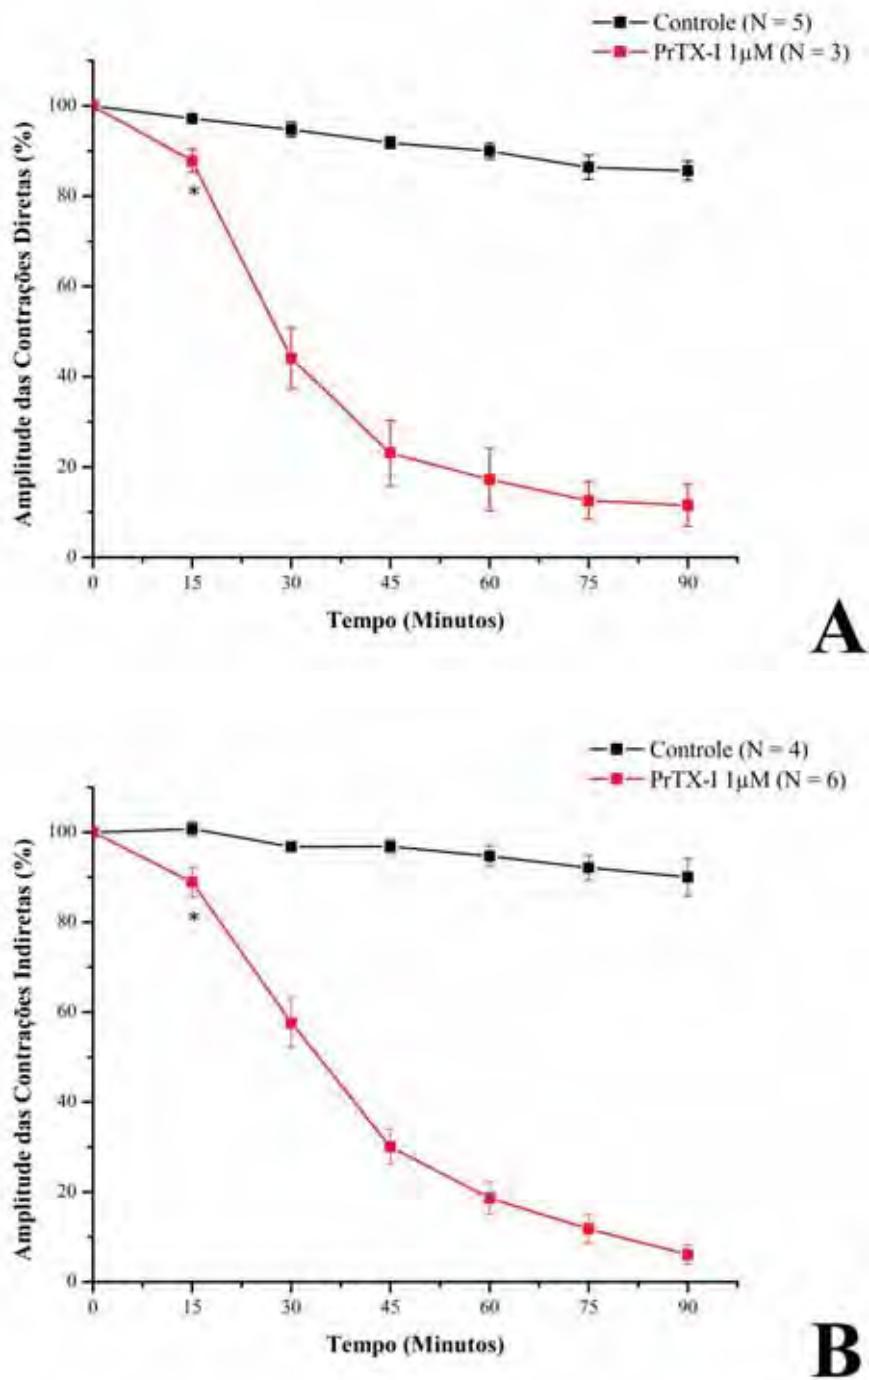 Controle (N = 5)
PrTX-I 1µM (N = 3)
Amplitude das Contrações Diretas (%)
100
80
60
40
20
0
*
0 15 30 45 60 75 90
Tempo (Minutos)
A
Controle (N = 4)
PrTX-I 1µM (N = 6)
Amplitude das Contrações Indiretas (%)
100
80
60
40
20
0
*
0 15 30 45 60 75 90
Tempo (Minutos)
B